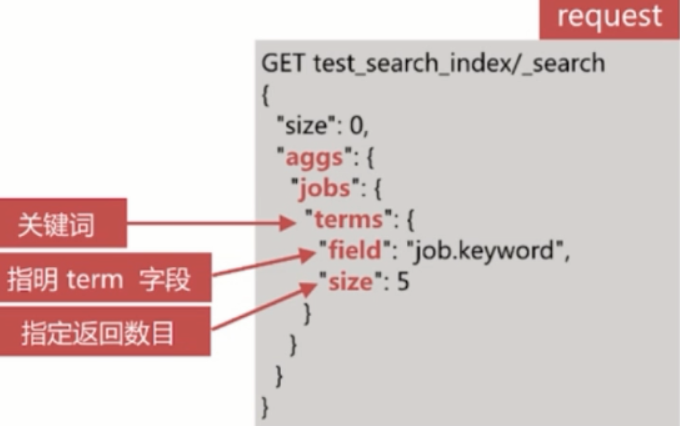 request
GET test_search_index/_search
{
"size": 0,
"aggs": {
"jobs": {
关键词
"terms": {
指明 term 字段
"field": "job.keyword",
指定返回数目
"size": 5
}
}
}
}